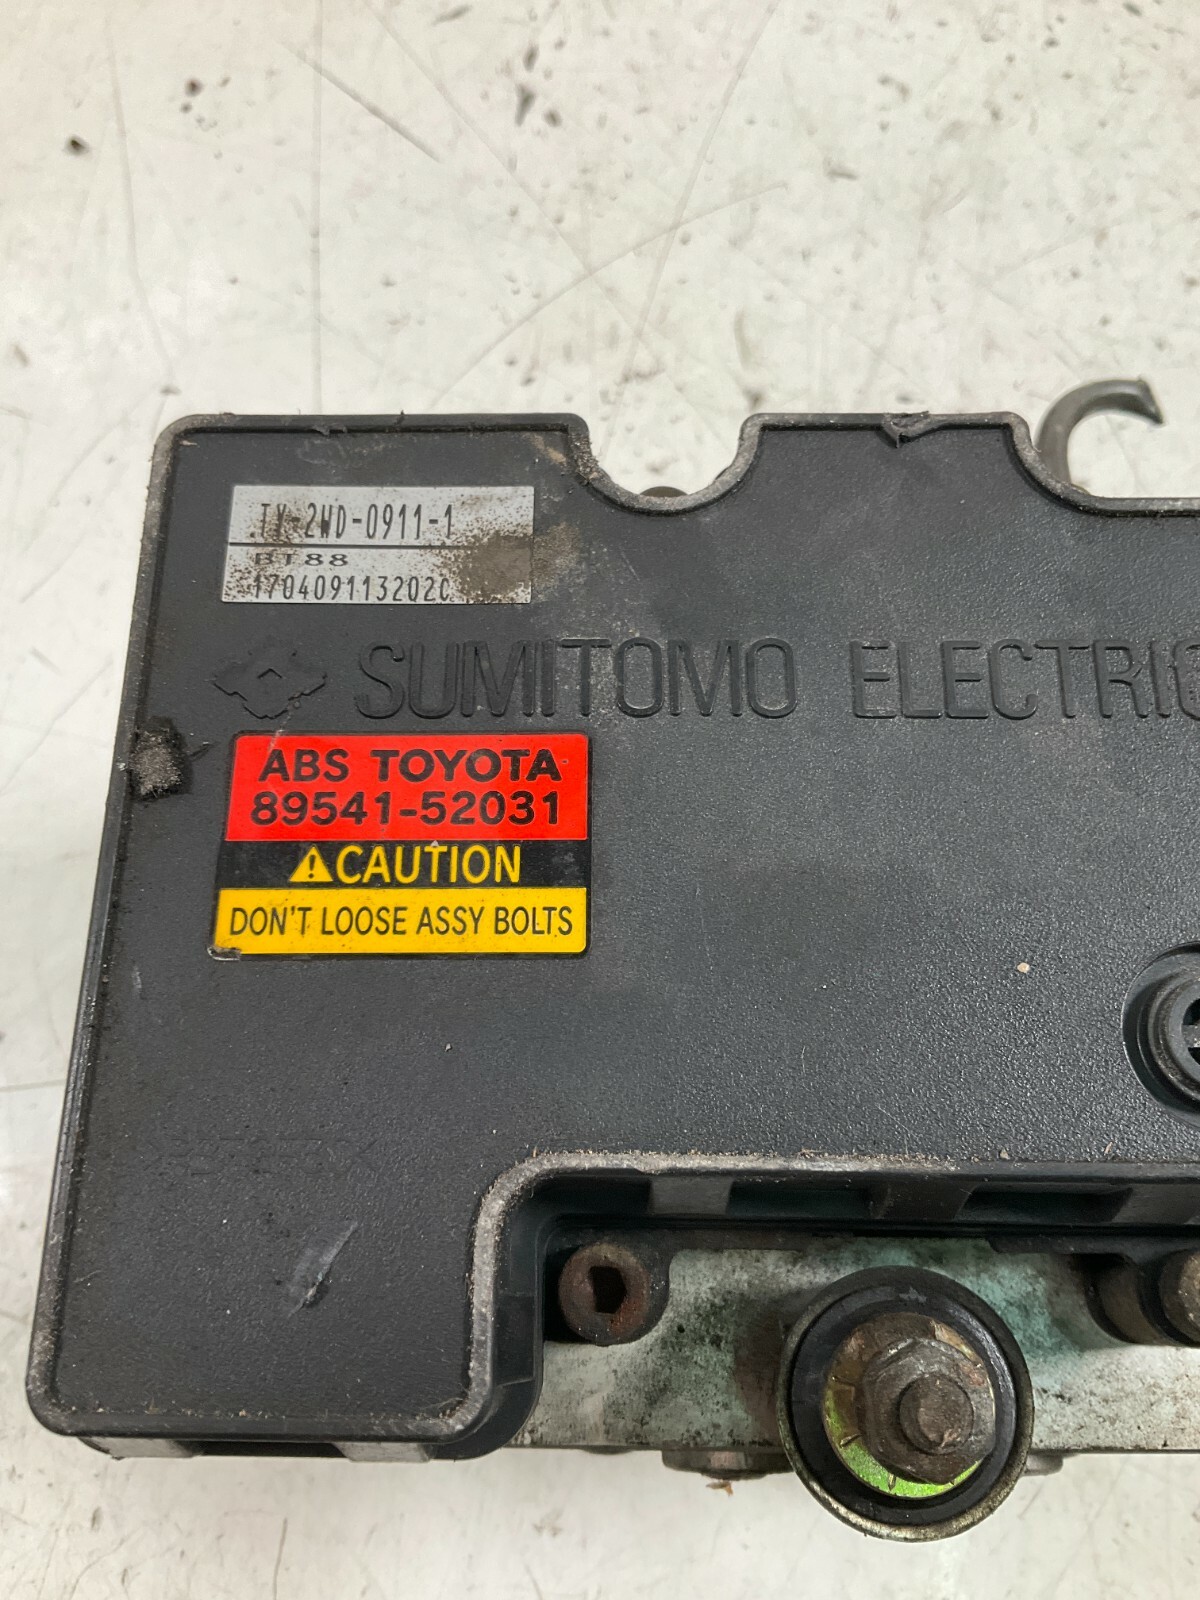 .TY-2WD-0911-1
BT88
170409113202C
SUMITOMO ELECTRIC
ABS TOYOTA
89541-52031
⚠CAUTION
DON'T LOOSE ASSY BOLTS